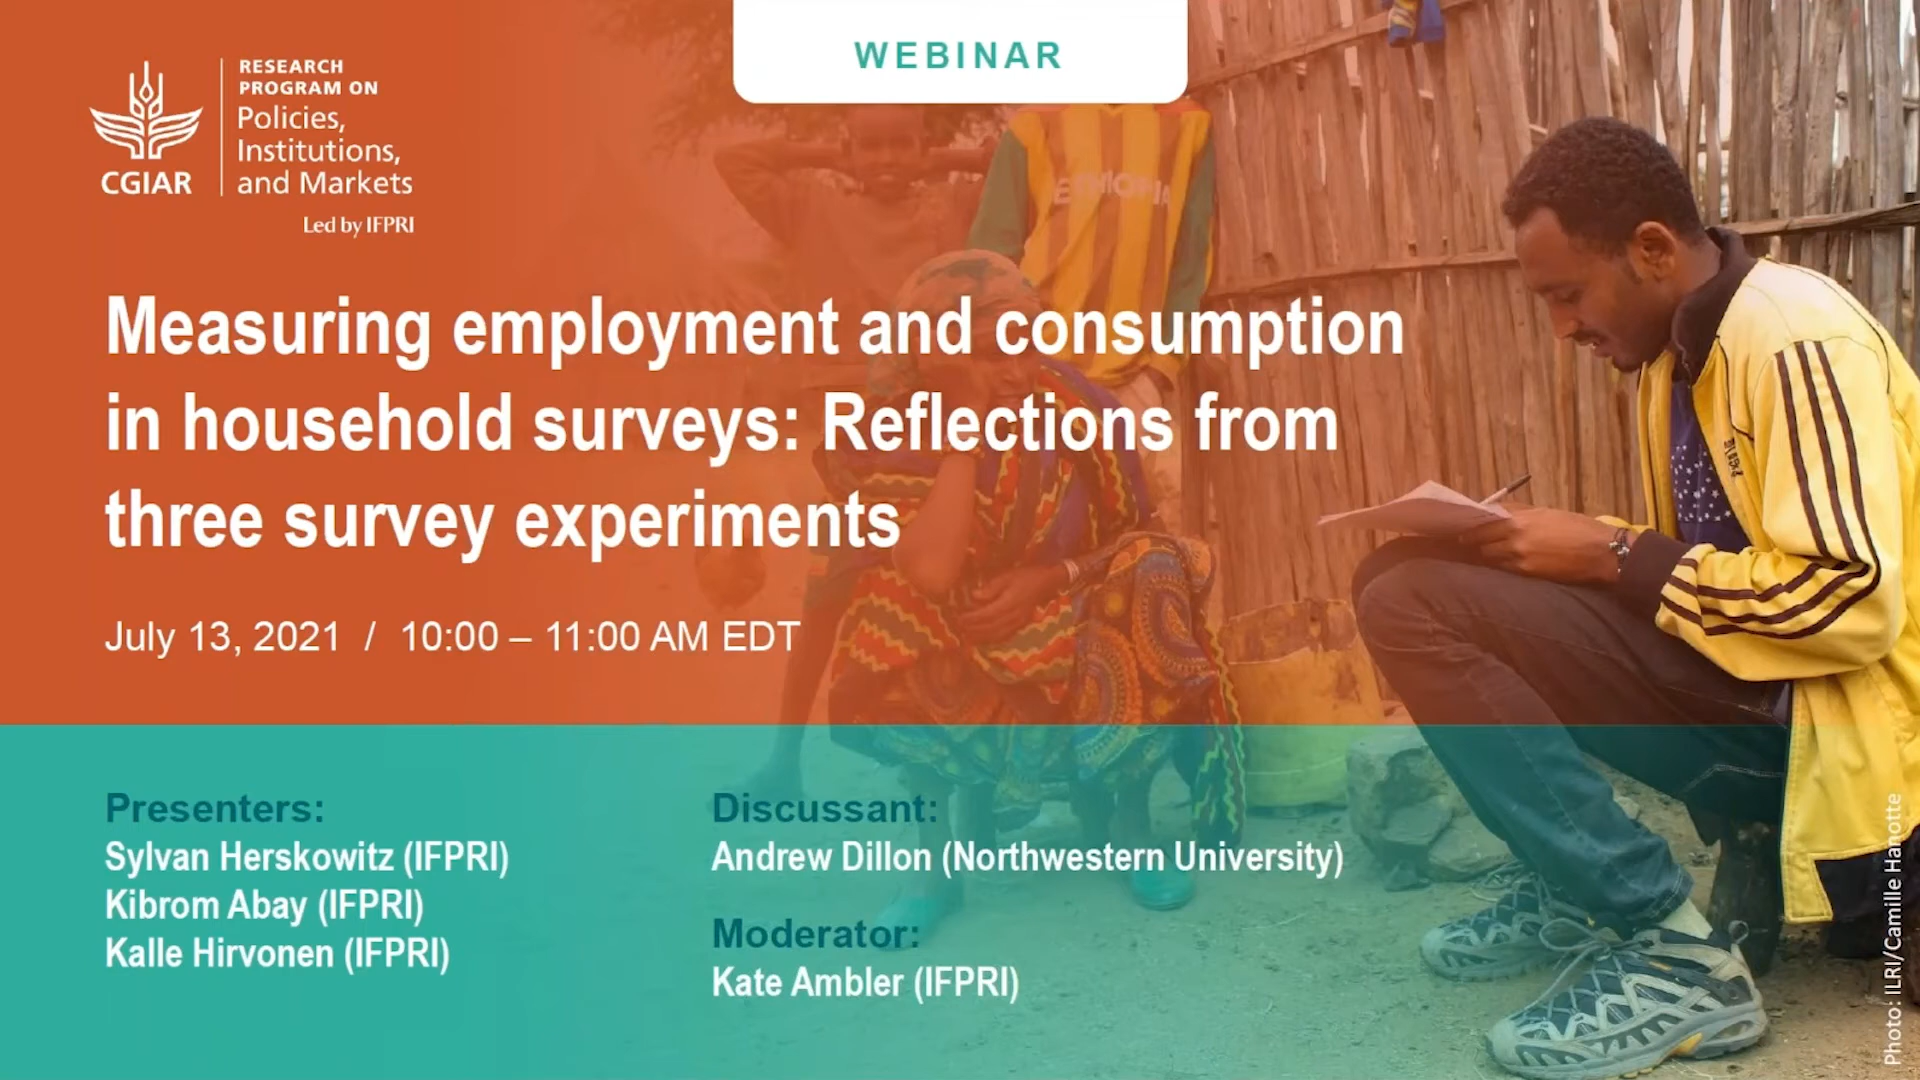 WEBINAR
RESEARCH
PROGRAM ON
Policies,
Institutions,
and Markets
CGIAR
Led by IFPRI
ETHIOPIA
Measuring employment and consumption
in household surveys: Reflections from
three survey experiments
July 13, 2021 / 10:00 – 11:00 AM EDT
Presenters:
Sylvan Herskowitz (IFPRI)
Kibrom Abay (IFPRI)
Kalle Hirvonen (IFPRI)
Discussant:
Andrew Dillon (Northwestern University)
Moderator:
Kate Ambler (IFPRI)
Photo: ILRI/Camille Hanotte